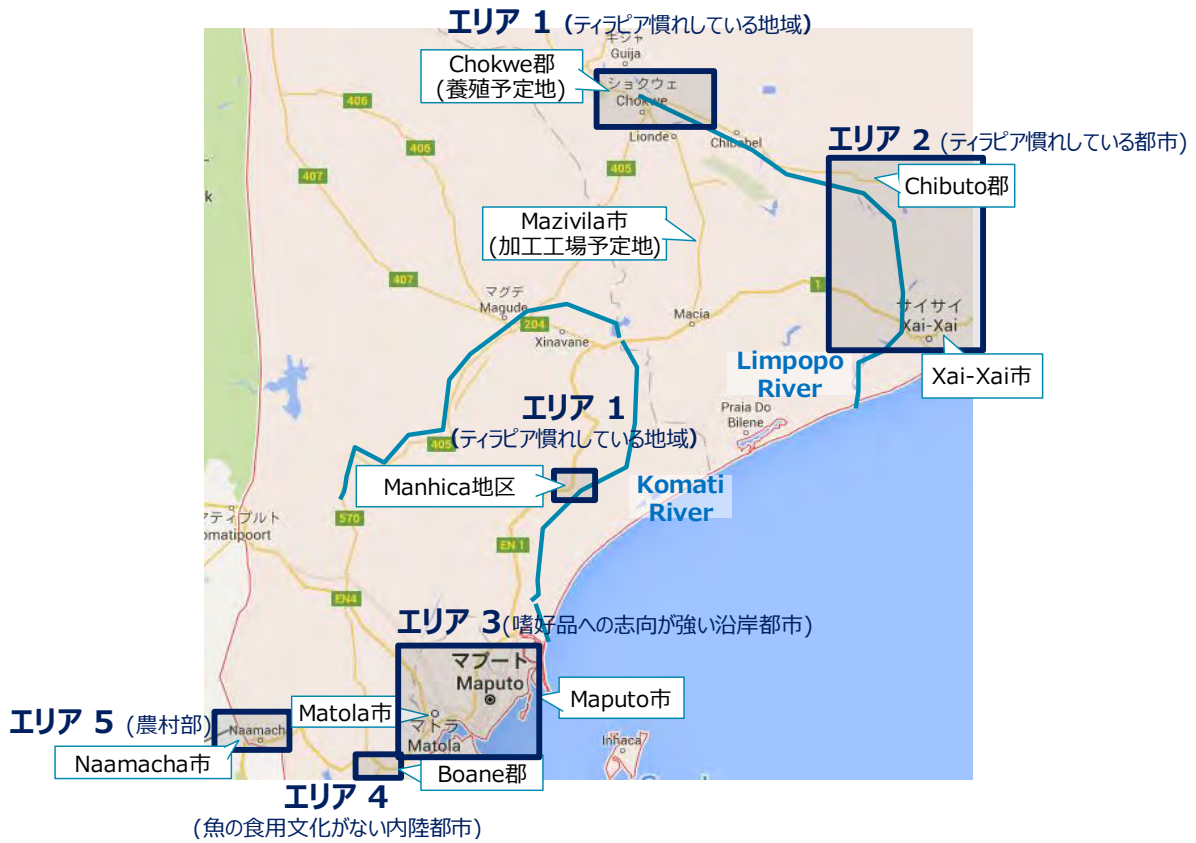 エリア 1 (ティラピア慣れしている地域)
キジャ
Guija
Chokwe郡
(養殖予定地)
ショクウェ
Chokwe
Lionde
Chibabel
406
406
407
405
407
エリア 2 (ティラピア慣れしている都市)
Chibuto郡
Mazivila市
(加工工場予定地)
マグデ
Magude
204
Xinavane
Macia
1
サイサイ
Xai-Xai
Limpopo
River
Xai-Xai市
エリア 1
(ティラピア慣れしている地域)
Praia Do
Bilene
405
Manhica地区
Komati
River
マティプルト
omatipoort
570
EN1
EN4
エリア 3(嗜好品への志向が強い沿岸都市)
マプート
Maputo
Maputo市
Matola市
マトラ
Matola
エリア 5 (農村部)
Naamacha
Naamacha市
Inhaca
Boane郡
エリア 4
(魚の食用文化がない内陸都市)